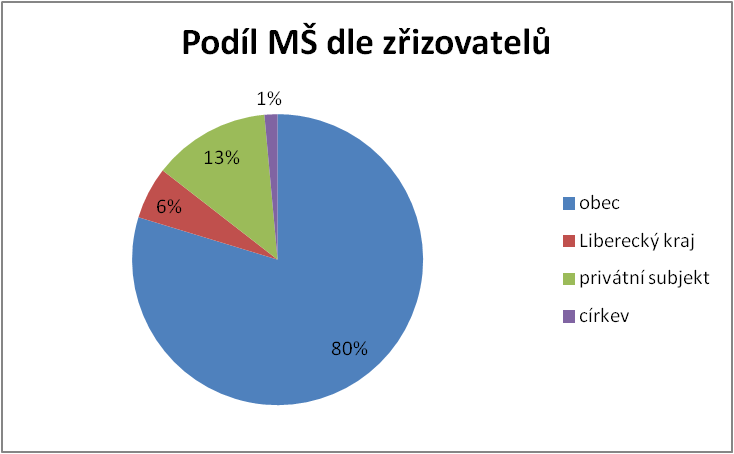 Podíl MŠ dle zřizovatelů
1%
13%
6%
80%
obec
Liberecký kraj
privátní subjekt
církev